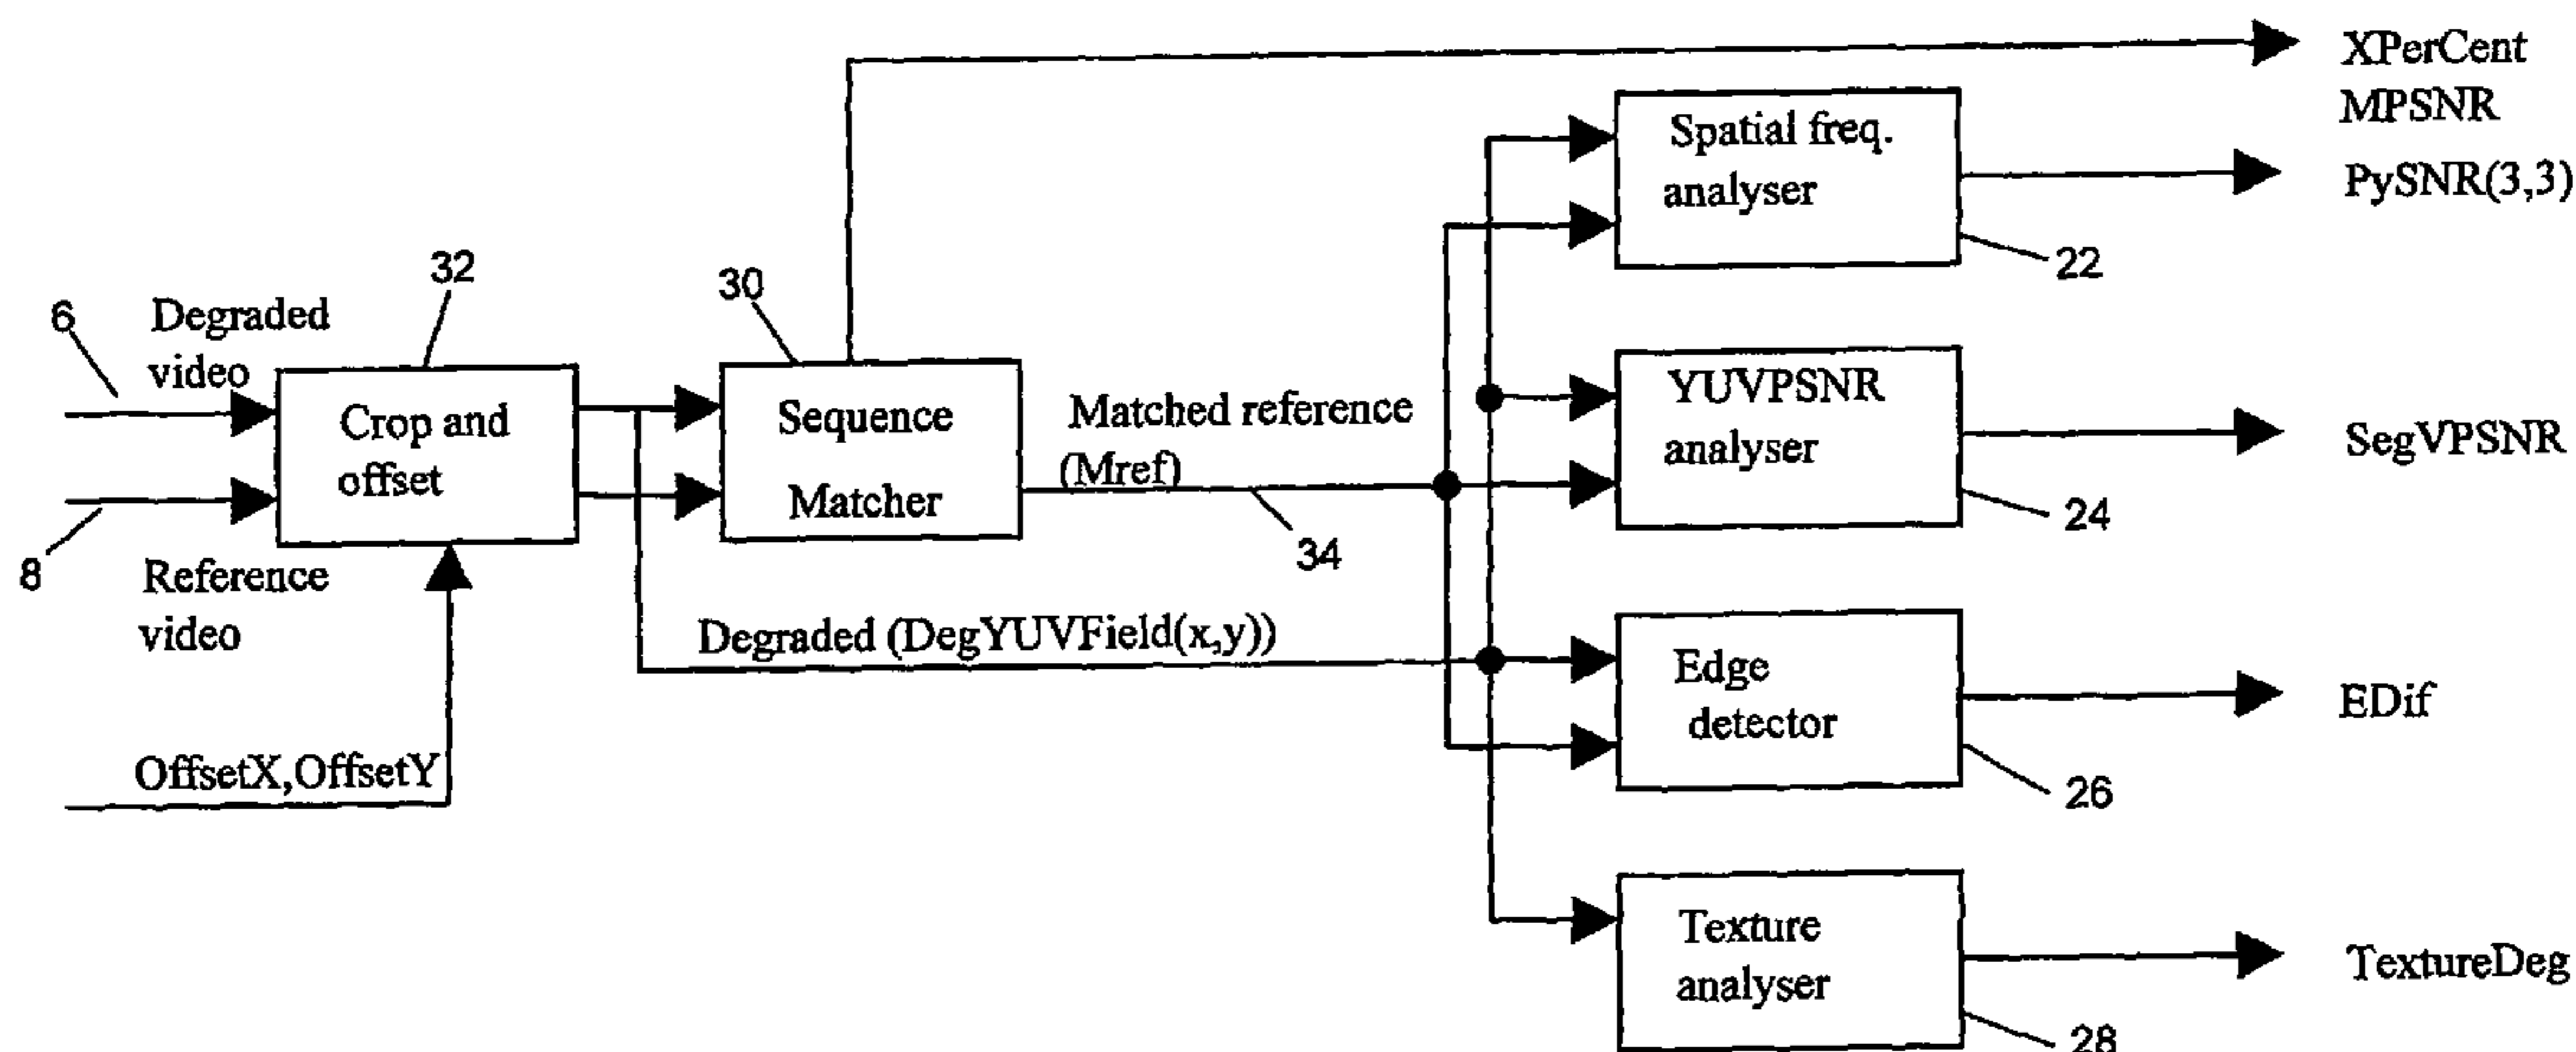 XPerCent
MPSNR
Spatial freq.
analyser
PySNR(3,3)
22
32
30
6
Degraded
video
Crop and
offset
Sequence
Matcher
Matched reference
(Mref)
34
YUVPSNR
analyser
SegVPSNR
24
8
Reference
video
Degraded (DegYUVField(x,y))
Edge
detector
EDif
26
OffsetX,OffsetY
Texture
analyser
TextureDeg
28